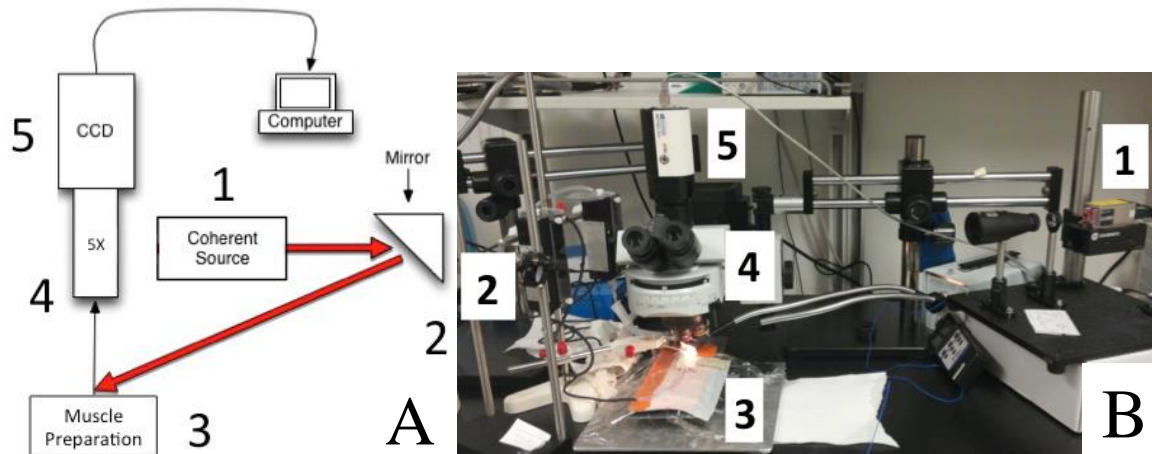 5
CCD
Computer
Mirror
1
Coherent
Source
5X
4
2
Muscle
Preparation
3
A
5
1
4
2
3
B